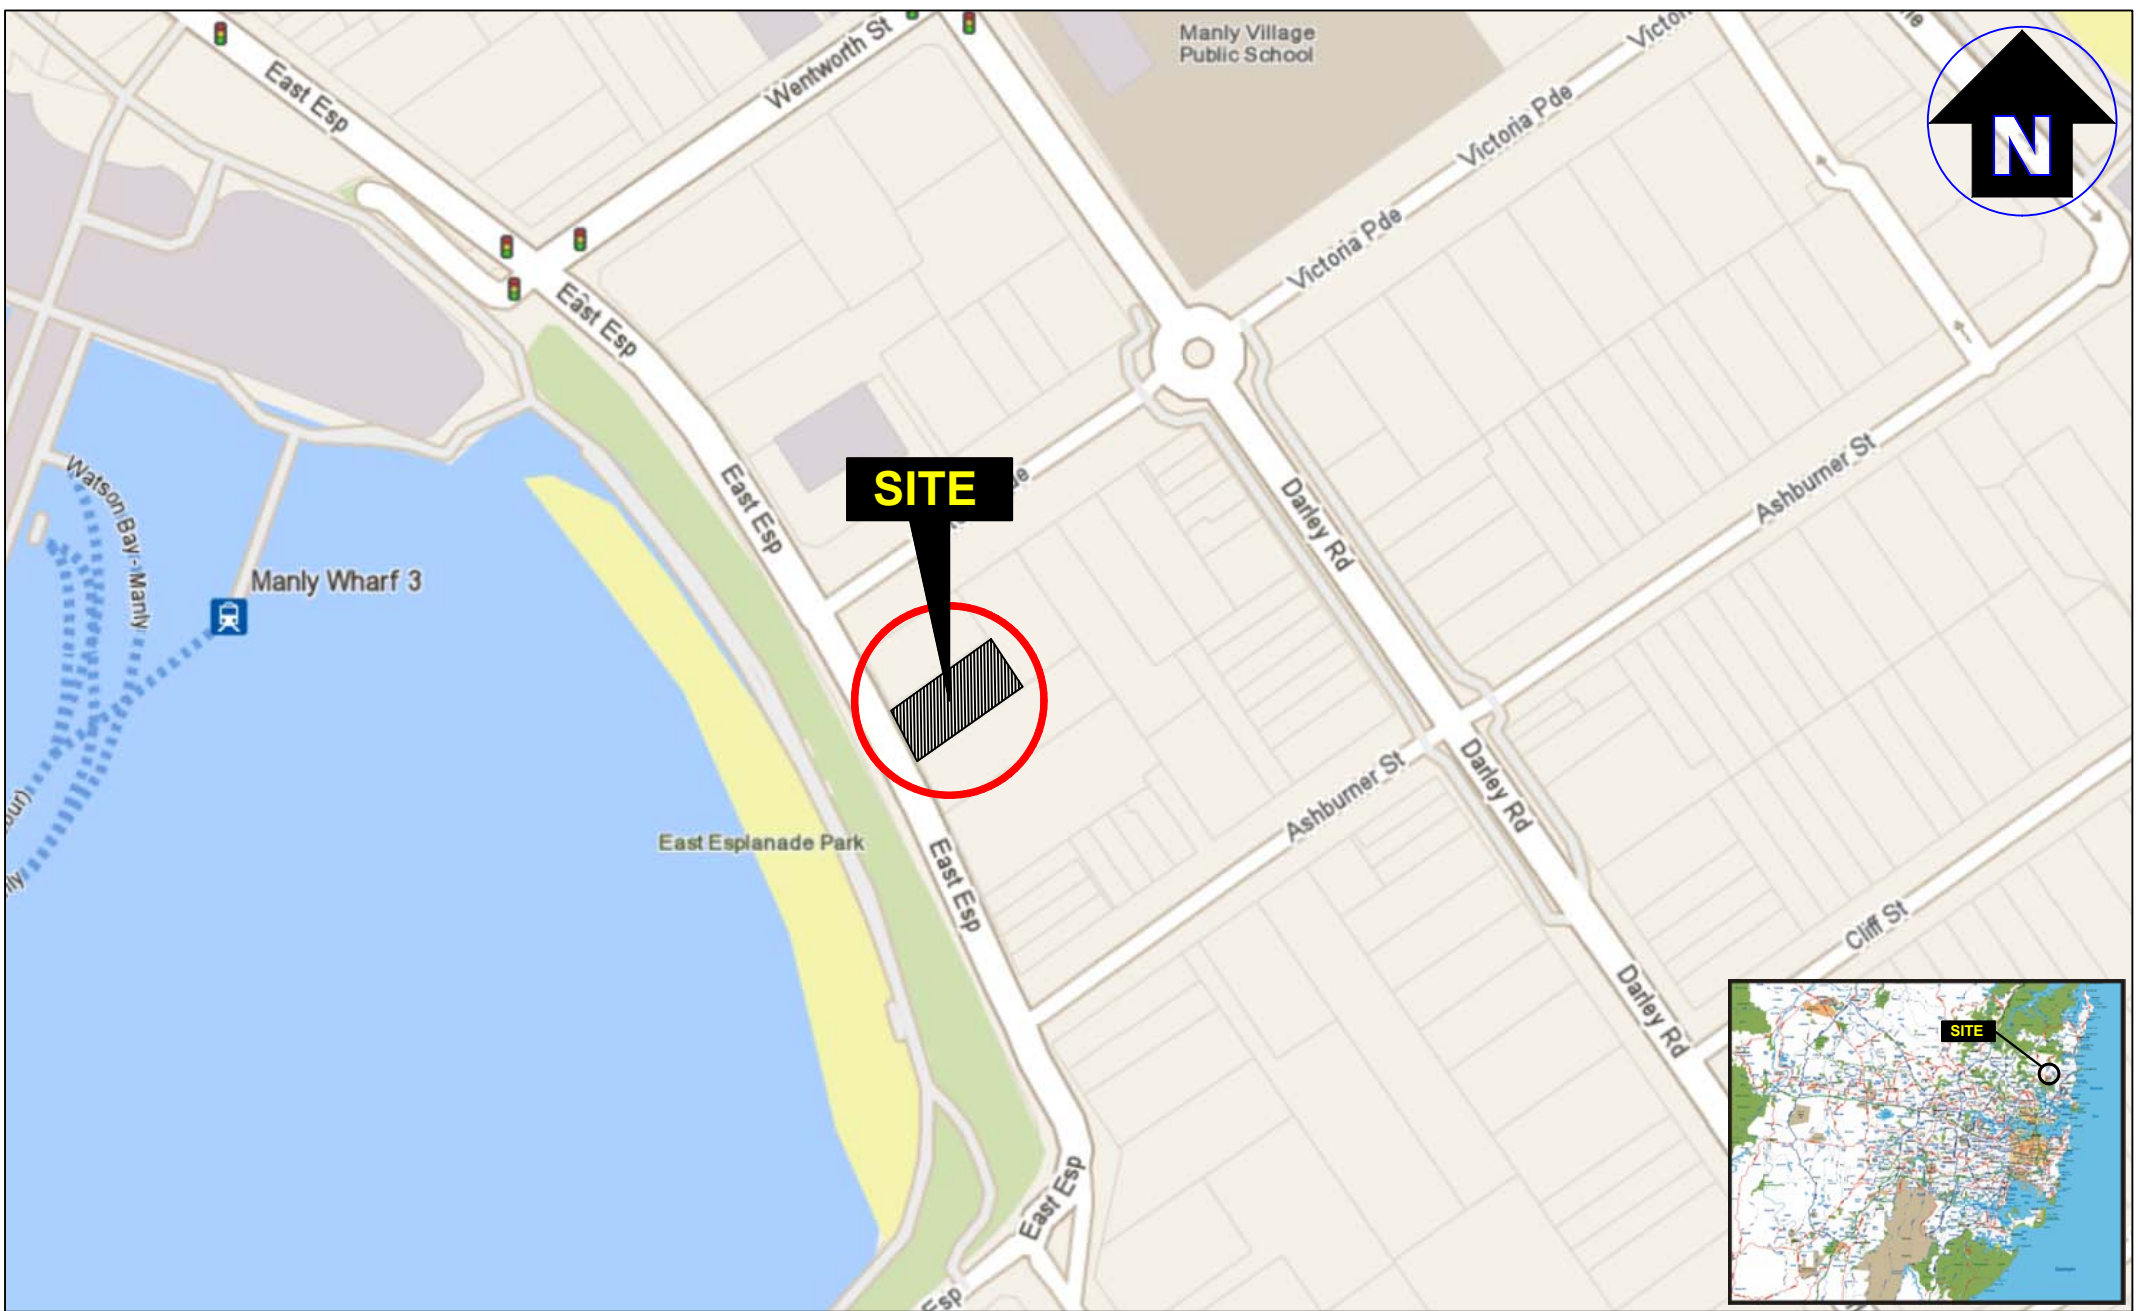 Manly Village
Public School
Wentworth St
East Esp
Victoria Pde
N
Victoria Pde
East Esp
SITE
East Esp
Watson Bay - Manly
Darley Rd
Ashburner St
Manly Wharf 3
Ashburner St
Darley Rd
East Esplanade Park
East Esp
Cliff St
Darley Rd
SITE
East Esp
Esp